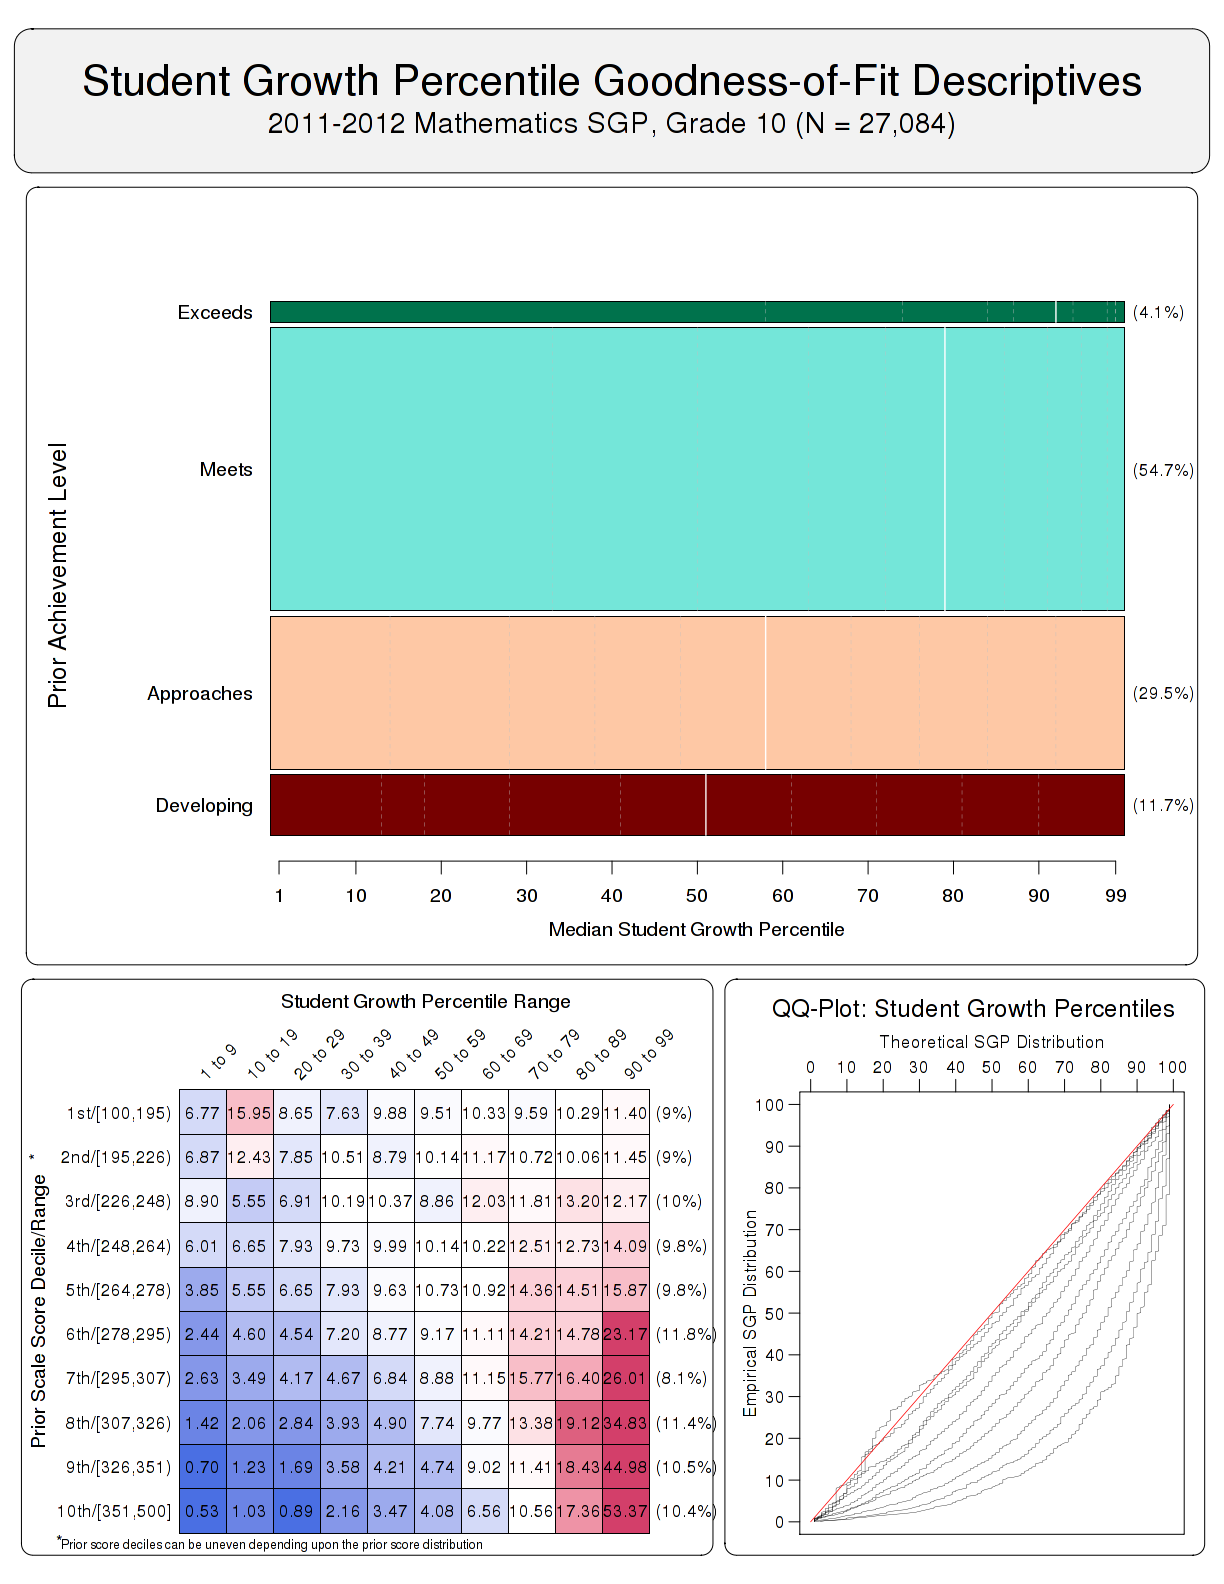 Student Growth Percentile Goodness-of-Fit Descriptives
2011-2012 Mathematics SGP, Grade 10 (N = 27,084)
Prior Achievement Level
Exceeds (4.1%)
Meets (54.7%)
Approaches (29.5%)
Developing (11.7%)
1 10 20 30 40 50 60 70 80 90 99
Median Student Growth Percentile
Student Growth Percentile Range
1 to 9 10 to 19 20 to 29 30 to 39 40 to 49 50 to 59 60 to 69 70 to 79 80 to 89 90 to 99
Prior Scale Score Decile/Range *
1st/[100,195) 6.77 15.95 8.65 7.63 9.88 9.51 10.33 9.59 10.29 11.40 (9%)
2nd/[195,226) 6.87 12.43 7.85 10.51 8.79 10.14 11.17 10.72 10.06 11.45 (9%)
3rd/[226,248) 8.90 5.55 6.91 10.19 10.37 8.86 12.03 11.81 13.20 12.17 (10%)
4th/[248,264) 6.01 6.65 7.93 9.73 9.99 10.14 10.22 12.51 12.73 14.09 (9.8%)
5th/[264,278) 3.85 5.55 6.65 7.93 9.63 10.73 10.92 14.36 14.51 15.87 (9.8%)
6th/[278,295) 2.44 4.60 4.54 7.20 8.77 9.17 11.11 14.21 14.78 23.17 (11.8%)
7th/[295,307) 2.63 3.49 4.17 4.67 6.84 8.88 11.15 15.77 16.40 26.01 (8.1%)
8th/[307,326) 1.42 2.06 2.84 3.93 4.90 7.74 9.77 13.38 19.12 34.83 (11.4%)
9th/[326,351) 0.70 1.23 1.69 3.58 4.21 4.74 9.02 11.41 18.43 44.98 (10.5%)
10th/[351,500] 0.53 1.03 0.89 2.16 3.47 4.08 6.56 10.56 17.36 53.37 (10.4%)
*Prior score deciles can be uneven depending upon the prior score distribution
QQ-Plot: Student Growth Percentiles
Theoretical SGP Distribution
0 10 20 30 40 50 60 70 80 90 100
Empirical SGP Distribution
100
90
80
70
60
50
40
30
20
10
0